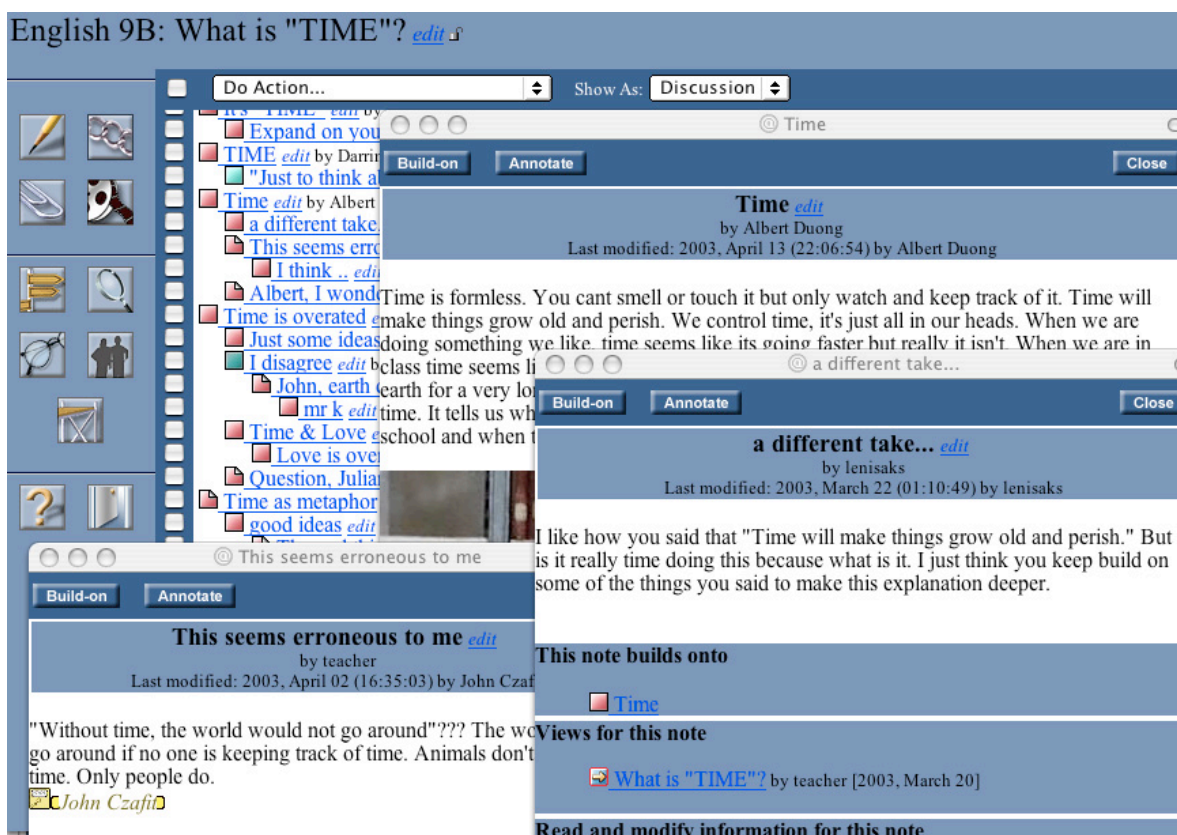 English 9B: What is "TIME"? edit
Do Action...
Show As: Discussion
It's "TIME" edit by
Expand on you
TIME edit by Darrin
"Just to think a
Time edit by Albert
a different take
This seems erro
I think .. edit
Albert, I wond
Time is overated e
Just some ideas
I disagree edit b
John, earth
mr k edit
Time & Love e
Love is over
Question, Julia
Time as metaphor
good ideas edit
@ Time
Build-on Annotate Close
Time edit
by Albert Duong
Last modified: 2003, April 13 (22:06:54) by Albert Duong
Time is formless. You cant smell or touch it but only watch and keep track of it. Time will
make things grow old and perish. We control time, it's just all in our heads. When we are
doing something we like, time seems like its going faster but really it isn't. When we are in
class time seems li
earth for a very lo
time. It tells us wh
school and when t
@ a different take...
Build-on Annotate Close
a different take... edit
by lenisaks
Last modified: 2003, March 22 (01:10:49) by lenisaks
I like how you said that "Time will make things grow old and perish." But
is it really time doing this because what is it. I just think you keep build on
some of the things you said to make this explanation deeper.
This note builds onto
Time
Views for this note
What is "TIME"? by teacher [2003, March 20]
Read and modify information for this note
@ This seems erroneous to me
Build-on Annotate
This seems erroneous to me edit
by teacher
Last modified: 2003, April 02 (16:35:03) by John Czaf
"Without time, the world would not go around"??? The wo
go around if no one is keeping track of time. Animals don't
time. Only people do.
John Czafit